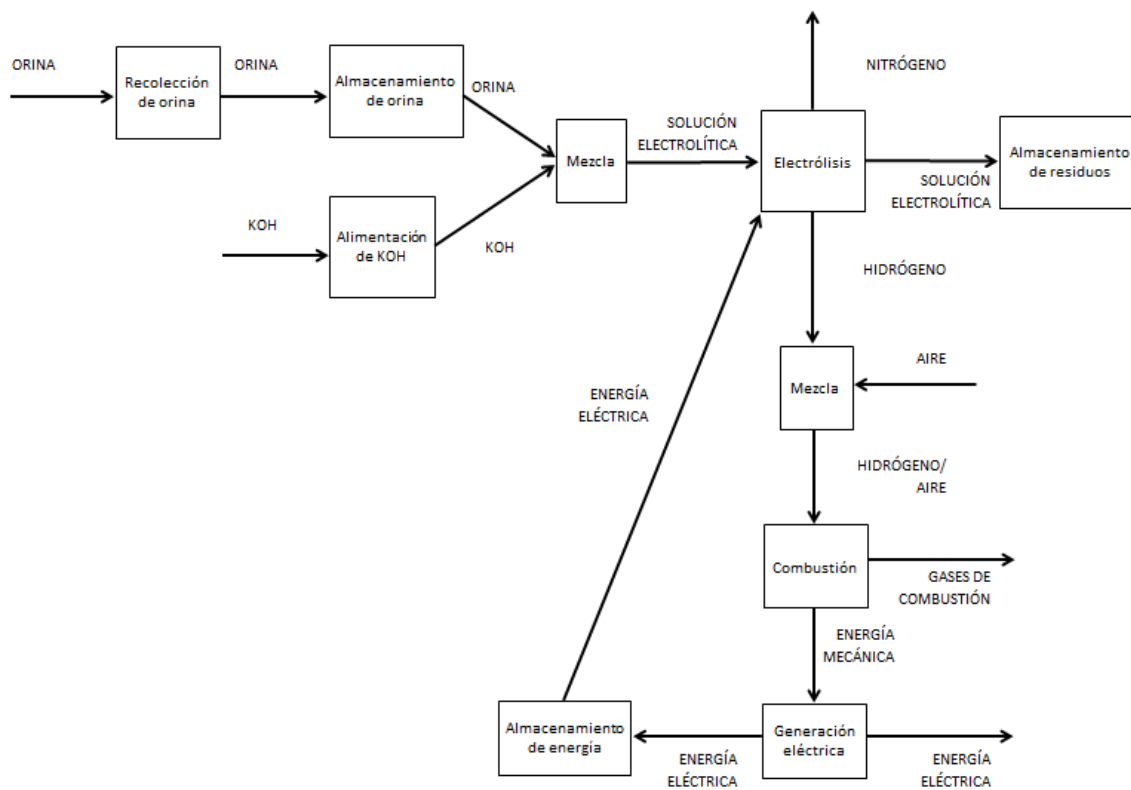 ORINA
Recolección
de orina
ORINA
Almacenamiento
de orina
ORINA
KOH
Alimentación
de KOH
KOH
Mezcla
SOLUCIÓN
ELECTROLÍTICA
Electrólisis
NITRÓGENO
SOLUCIÓN
ELECTROLÍTICA
Almacenamiento
de residuos
HIDRÓGENO
Mezcla
AIRE
HIDRÓGENO/
AIRE
Combustión
GASES DE
COMBUSTIÓN
ENERGÍA
MECÁNICA
Generación
eléctrica
ENERGÍA
ELÉCTRICA
ENERGÍA
ELÉCTRICA
Almacenamiento
de energía
ENERGÍA
ELÉCTRICA